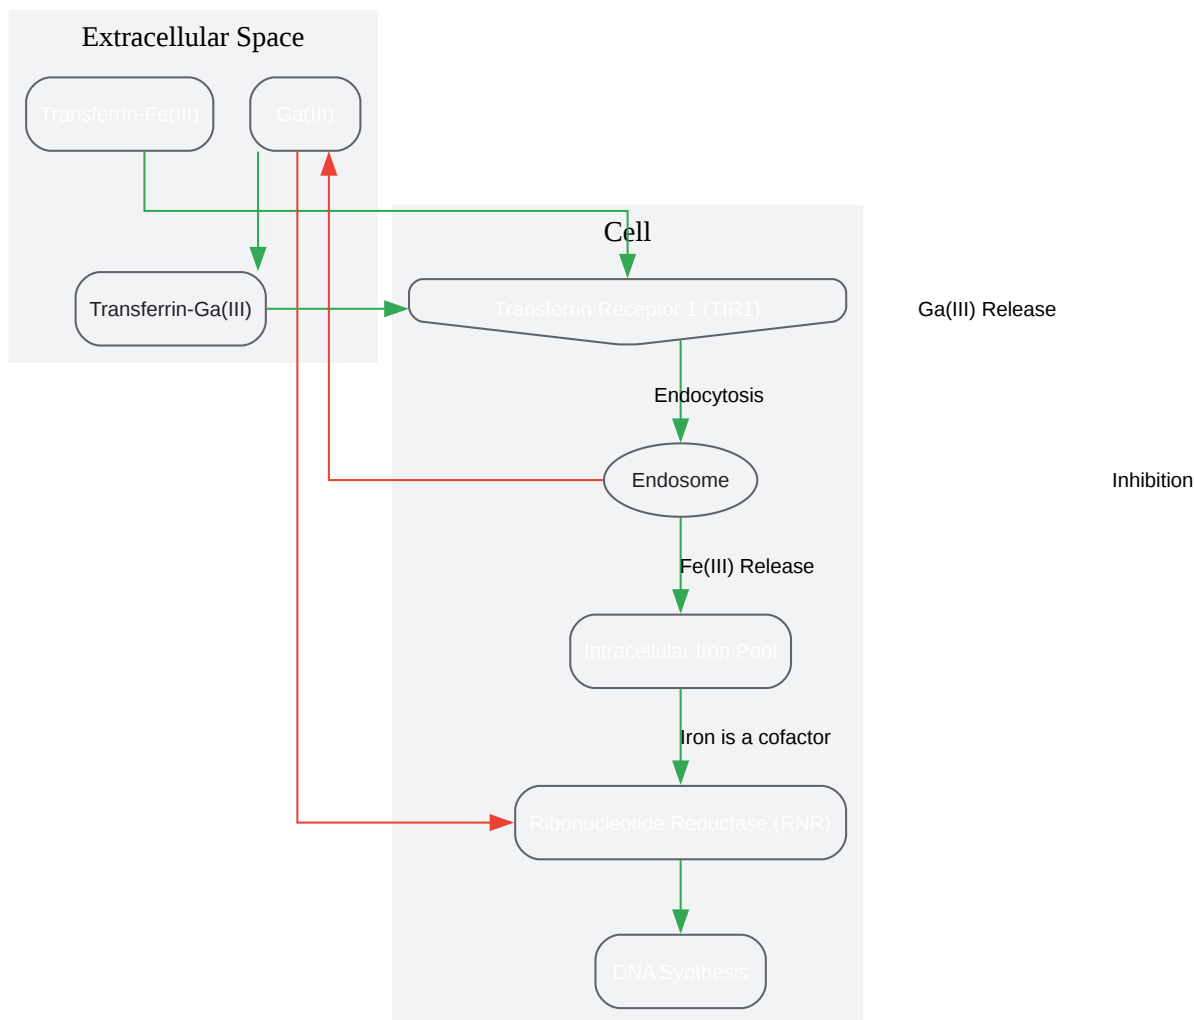 Extracellular Space
Transferrin-Fe(III)
Ga(III)
Cell
Transferrin-Ga(III)
Transferrin Receptor 1 (TfR1)
Ga(III) Release
Endocytosis
Endosome
Inhibition
Fe(III) Release
Intracellular Iron Pool
Iron is a cofactor
Ribonucleotide Reductase (RNR)
DNA Synthesis